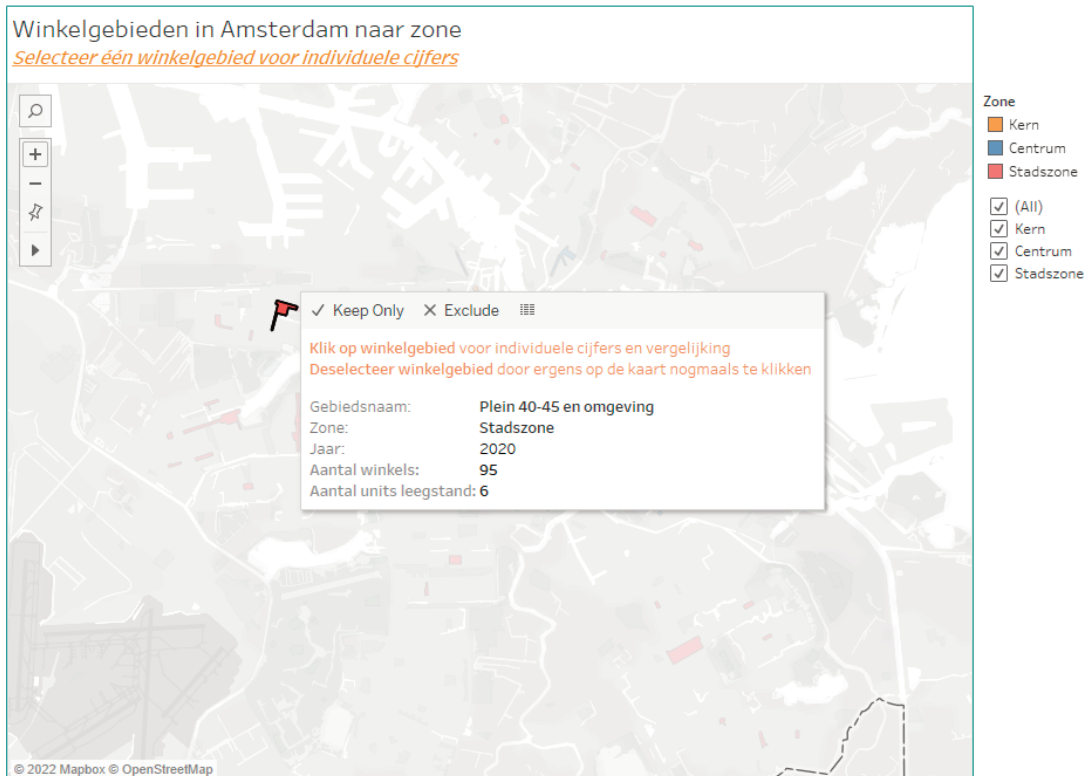 Winkelgebieden in Amsterdam naar zone
Selecteer één winkelgebied voor individuele cijfers
Zone
Kern
Centrum
Stadszone
(All)
Kern
Centrum
Stadszone
Keep Only Exclude
Klik op winkelgebied voor individuele cijfers en vergelijking
Deselecteer winkelgebied door ergens op de kaart nogmaals te klikken
Gebiedsnaam: Plein 40-45 en omgeving
Zone: Stadszone
Jaar: 2020
Aantal winkels: 95
Aantal units leegstand: 6
© 2022 Mapbox © OpenStreetMap